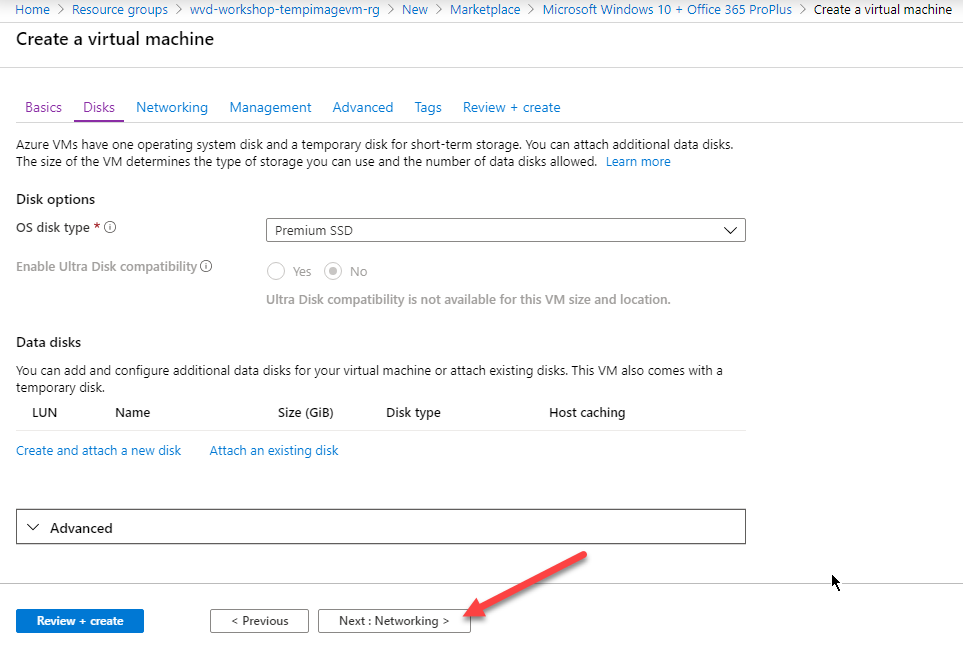 Home > Resource groups > wvd-workshop-tempimagevm-rg > New > Marketplace > Microsoft Windows 10 + Office 365 ProPlus > Create a virtual machine
Create a virtual machine
Basics Disks Networking Management Advanced Tags Review + create
Azure VMs have one operating system disk and a temporary disk for short-term storage. You can attach additional data disks.
The size of the VM determines the type of storage you can use and the number of data disks allowed. Learn more
Disk options
OS disk type * Premium SSD
Enable Ultra Disk compatibility Yes No
Ultra Disk compatibility is not available for this VM size and location.
Data disks
You can add and configure additional data disks for your virtual machine or attach existing disks. This VM also comes with a
temporary disk.
LUN Name Size (GiB) Disk type Host caching
Create and attach a new disk Attach an existing disk
Advanced
Review + create < Previous Next : Networking >